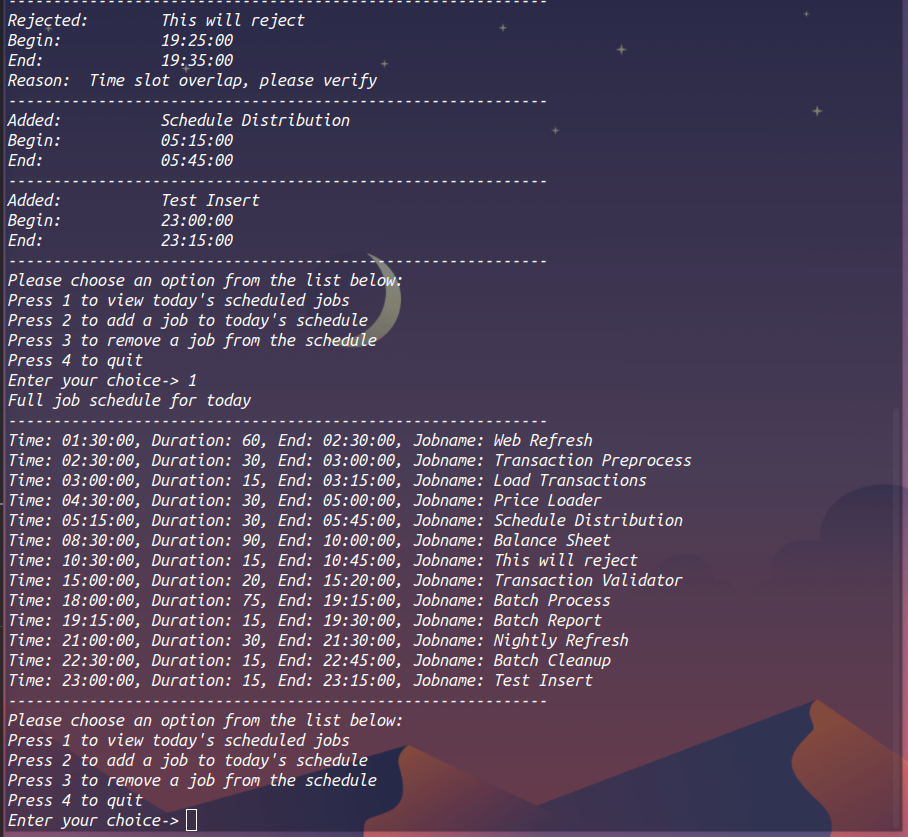 ------------------------------------------------------------
Rejected:        This will reject
Begin:           19:25:00
End:             19:35:00
Reason:  Time slot overlap, please verify
------------------------------------------------------------
Added:           Schedule Distribution
Begin:           05:15:00
End:             05:45:00
------------------------------------------------------------
Added:           Test Insert
Begin:           23:00:00
End:             23:15:00
------------------------------------------------------------
Please choose an option from the list below:
Press 1 to view today's scheduled jobs
Press 2 to add a job to today's schedule
Press 3 to remove a job from the schedule
Press 4 to quit
Enter your choice-> 1
Full job schedule for today
------------------------------------------------------------
Time: 01:30:00, Duration: 60, End: 02:30:00, Jobname: Web Refresh
Time: 02:30:00, Duration: 30, End: 03:00:00, Jobname: Transaction Preprocess
Time: 03:00:00, Duration: 15, End: 03:15:00, Jobname: Load Transactions
Time: 04:30:00, Duration: 30, End: 05:00:00, Jobname: Price Loader
Time: 05:15:00, Duration: 30, End: 05:45:00, Jobname: Schedule Distribution
Time: 08:30:00, Duration: 90, End: 10:00:00, Jobname: Balance Sheet
Time: 10:30:00, Duration: 15, End: 10:45:00, Jobname: This will reject
Time: 15:00:00, Duration: 20, End: 15:20:00, Jobname: Transaction Validator
Time: 18:00:00, Duration: 75, End: 19:15:00, Jobname: Batch Process
Time: 19:15:00, Duration: 15, End: 19:30:00, Jobname: Batch Report
Time: 21:00:00, Duration: 30, End: 21:30:00, Jobname: Nightly Refresh
Time: 22:30:00, Duration: 15, End: 22:45:00, Jobname: Batch Cleanup
Time: 23:00:00, Duration: 15, End: 23:15:00, Jobname: Test Insert
------------------------------------------------------------
Please choose an option from the list below:
Press 1 to view today's scheduled jobs
Press 2 to add a job to today's schedule
Press 3 to remove a job from the schedule
Press 4 to quit
Enter your choice->